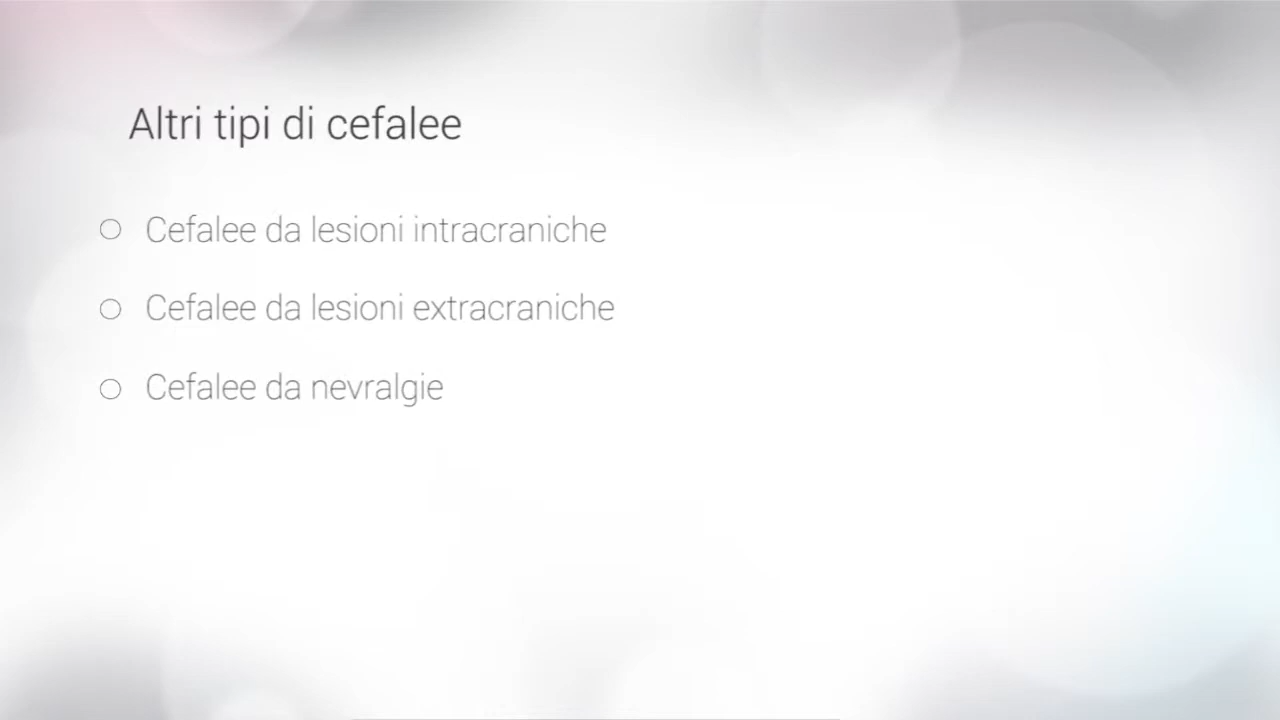 Altri tipi di cefalee
Cefalee da lesioni intracraniche
Cefalee da lesioni extracraniche
Cefalee da nevralgie